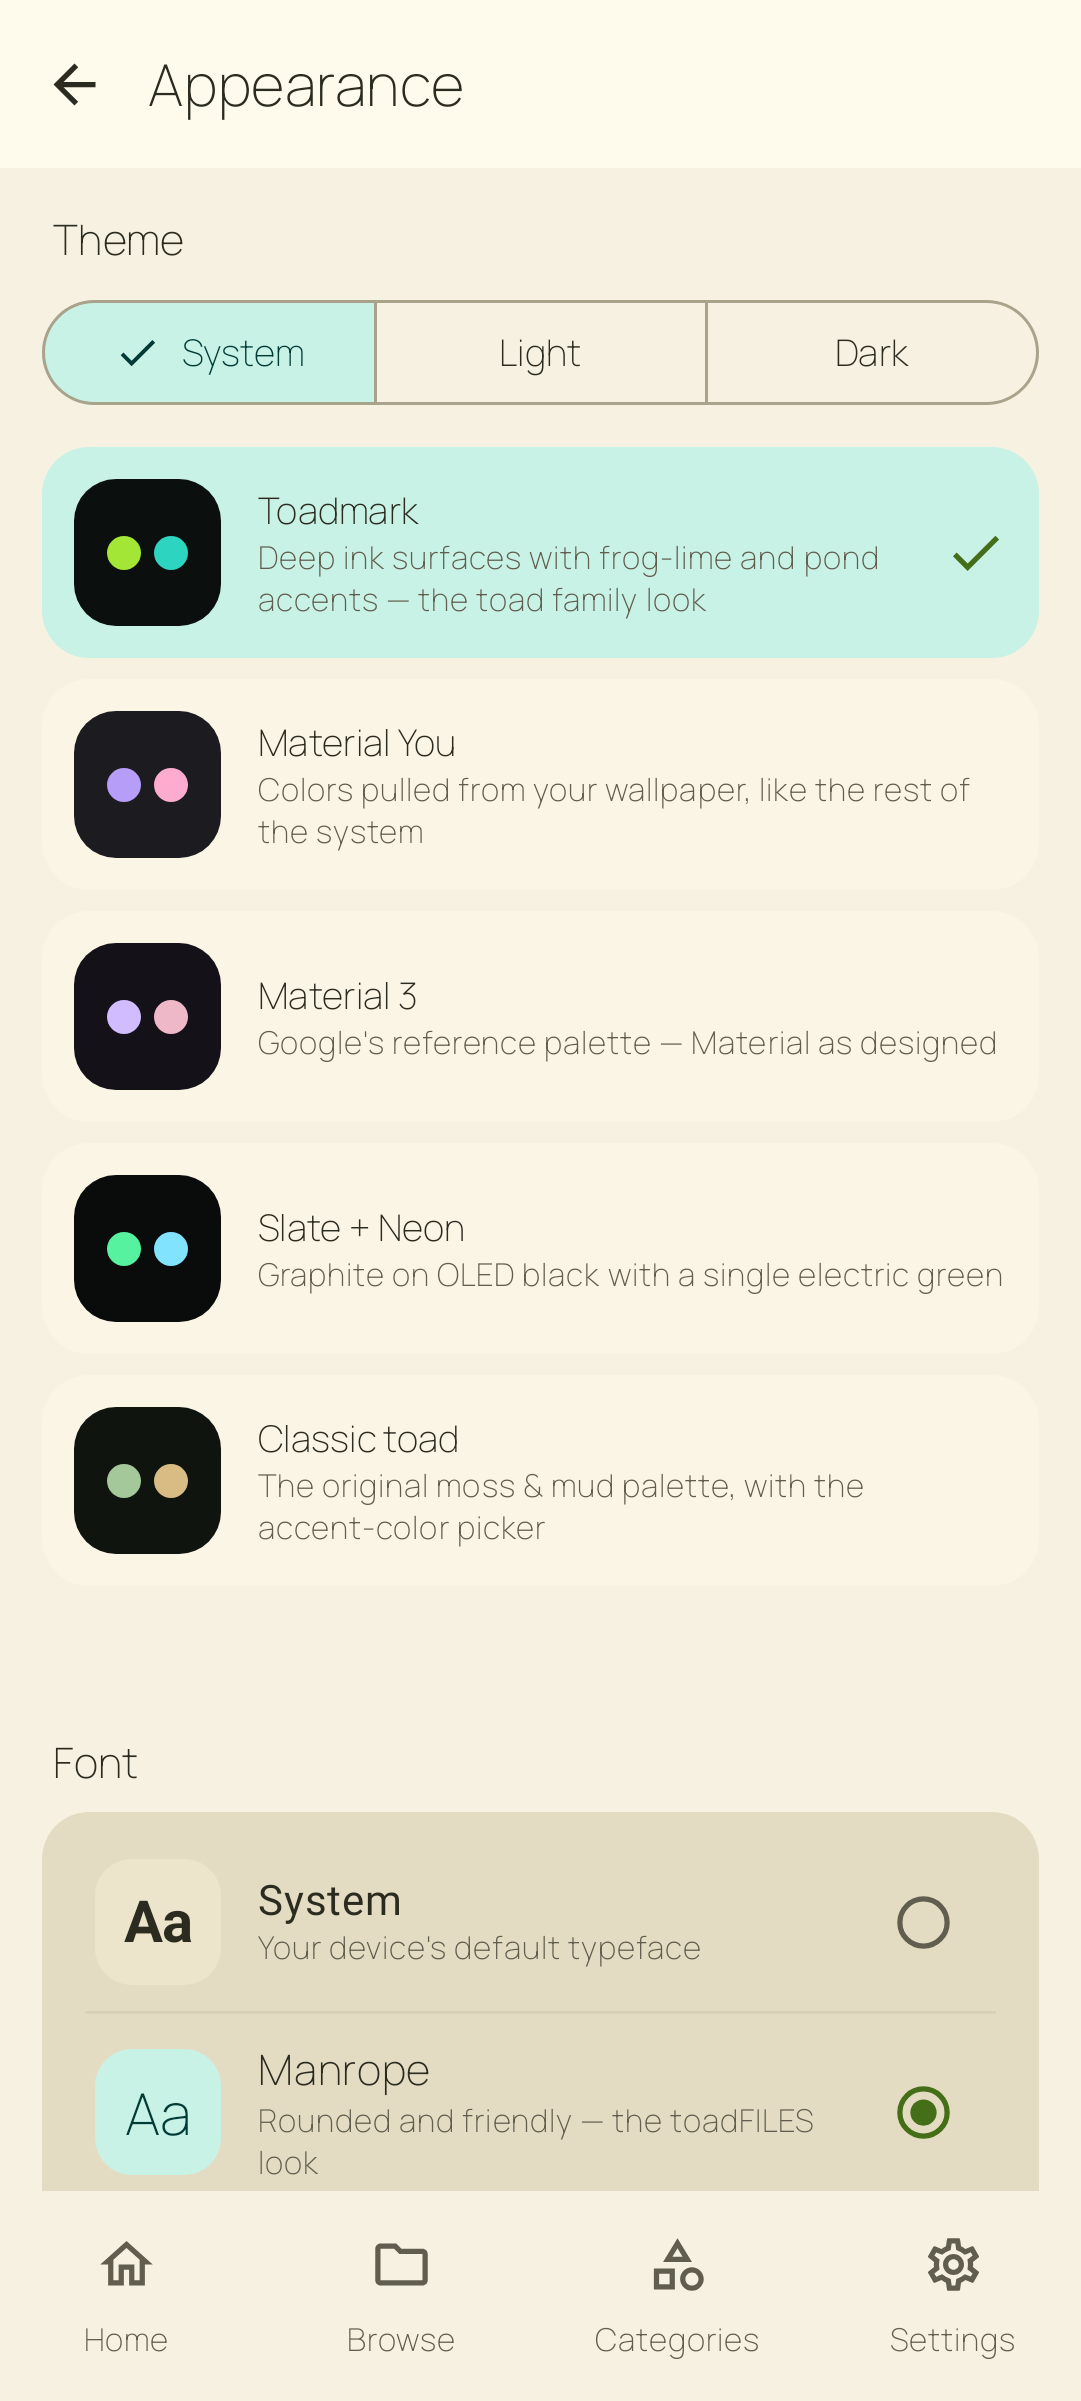 Appearance
Theme
System
Light
Dark
Toadmark
Deep ink surfaces with frog-lime and pond
accents — the toad family look
Material You
Colors pulled from your wallpaper, like the rest of
the system
Material 3
Google's reference palette — Material as designed
Slate + Neon
Graphite on OLED black with a single electric green
Classic toad
The original moss & mud palette, with the
accent-color picker
Font
Aa
System
Your device's default typeface
Aa
Manrope
Rounded and friendly — the toadFILES
look
Home
Browse
Categories
Settings